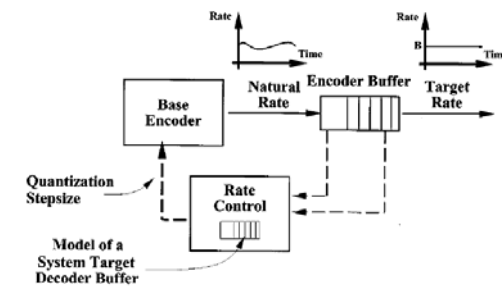 Rate
Time
Rate
B
Tim
Base
Encoder
Natural
Rate
Encoder Buffer
Target
Rate
Quantization
Stepsize
Rate
Control
Model of a
System Target
Decoder Buffer